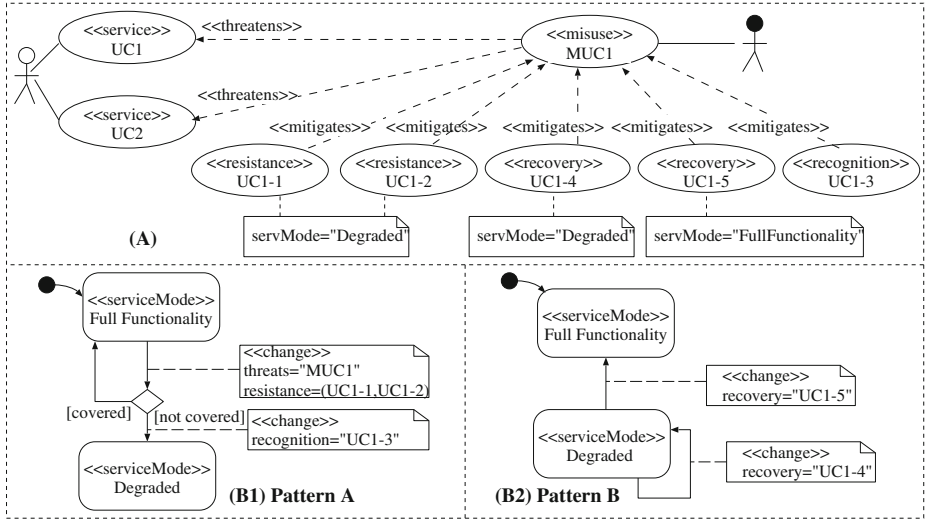 <<service>>
UC1
<<threatens>>
<<misuse>>
MUC1
<<threatens>>
<<service>>
UC2
<<mitigates>>
<<mitigates>>
<<mitigates>>
<<mitigates>>
<<mitigates>>
<<resistance>>
UC1-1
<<resistance>>
UC1-2
<<recovery>>
UC1-4
<<recovery>>
UC1-5
<<recognition>>
UC1-3
(A)
servMode="Degraded"
servMode="Degraded"
servMode="FullFunctionality"
<<serviceMode>>
Full Functionality
<<change>>
threats="MUC1"
resistance=(UC1-1,UC1-2)
[covered]
[not covered]
<<change>>
recognition="UC1-3"
<<serviceMode>>
Degraded
(B1) Pattern A
<<serviceMode>>
Full Functionality
<<change>>
recovery="UC1-5"
<<serviceMode>>
Degraded
<<change>>
recovery="UC1-4"
(B2) Pattern B